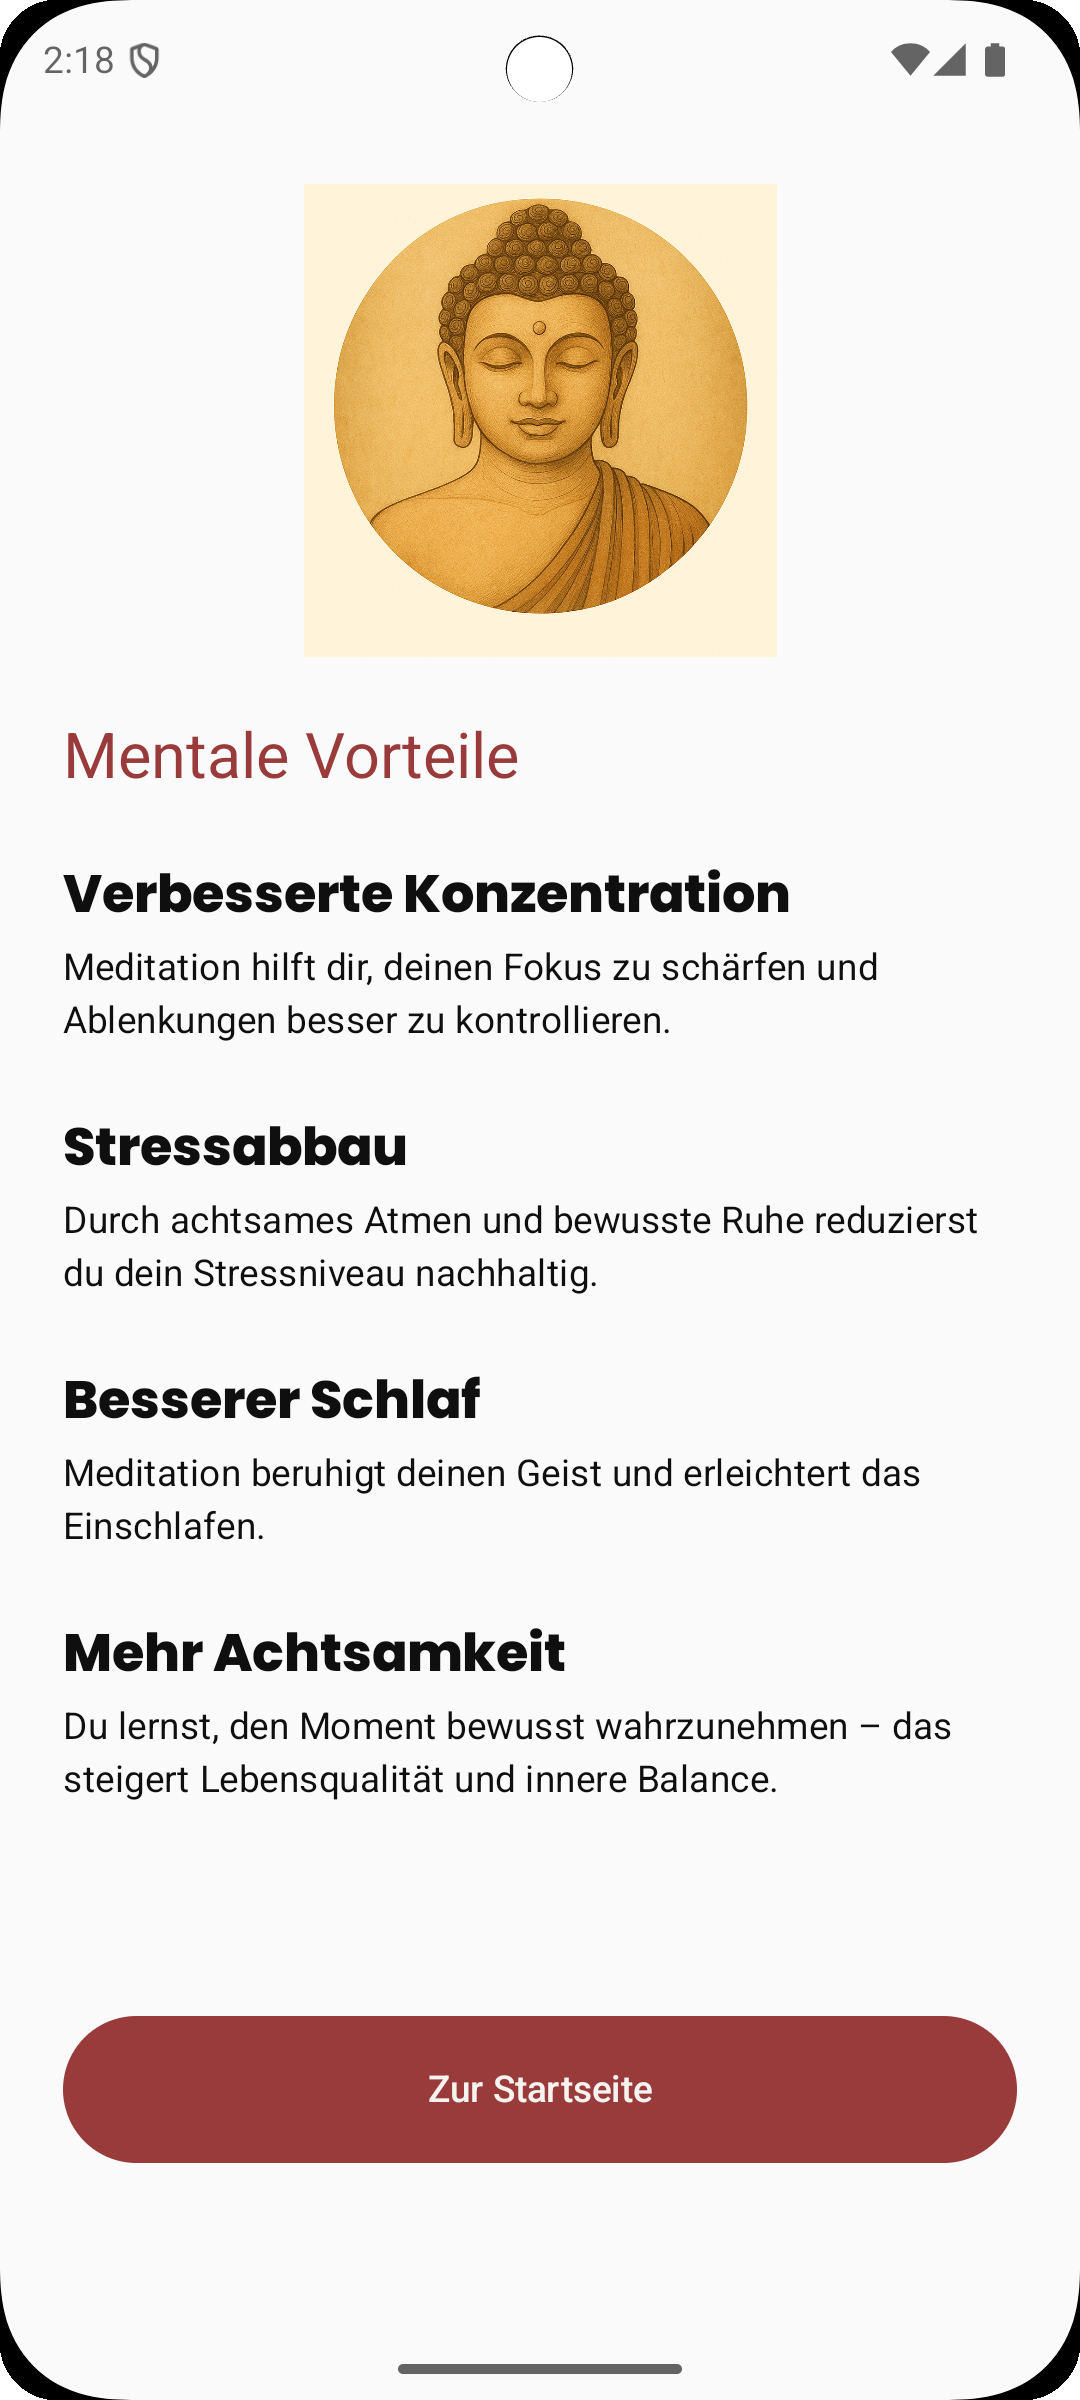 2:18
Mentale Vorteile
Verbesserte Konzentration
Meditation hilft dir, deinen Fokus zu schärfen und
Ablenkungen besser zu kontrollieren.
Stressabbau
Durch achtsames Atmen und bewusste Ruhe reduzierst
du dein Stressniveau nachhaltig.
Besserer Schlaf
Meditation beruhigt deinen Geist und erleichtert das
Einschlafen.
Mehr Achtsamkeit
Du lernst, den Moment bewusst wahrzunehmen – das
steigert Lebensqualität und innere Balance.
Zur Startseite